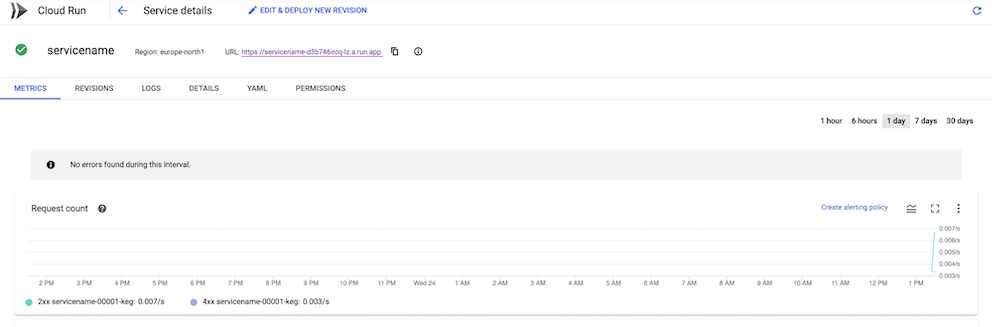 Cloud Run Service details EDIT & DEPLOY NEW REVISION
servicename Region: europe-north1 URL: https://servicename-d3b746ircq-lz.a.run.app
METRICS REVISIONS LOGS DETAILS YAML PERMISSIONS
1 hour 6 hours 1 day 7 days 30 days
No errors found during this interval.
Request count Create alerting policy
0.007/s
0.006/s
0.005/s
0.004/s
0.003/s
2 PM 3 PM 4 PM 5 PM 6 PM 7 PM 8 PM 9 PM 10 PM 11 PM Wed 24 1 AM 2 AM 3 AM 4 AM 5 AM 6 AM 7 AM 8 AM 9 AM 10 AM 11 AM 12 PM 1 PM
2xx servicename-00001-keg: 0.007/s 4xx servicename-00001-keg: 0.003/s